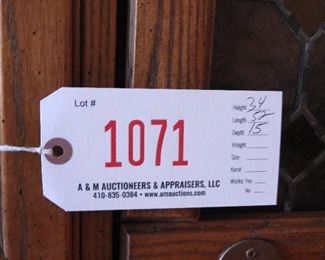 Lot #
1071
A & M AUCTIONEERS & APPRAISERS, LLC
410-835-0384 • www.amauctions.com
Height 34
Length 52
Depth 15
Weight
Size
Karat
Works: Yes
No